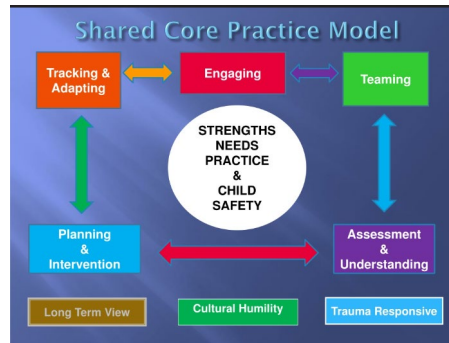 Shared Core Practice Model
Tracking &
Adapting
Engaging
Teaming
STRENGTHS
NEEDS
PRACTICE
&
CHILD
SAFETY
Planning
&
Intervention
Assessment
&
Understanding
Long Term View
Cultural Humility
Trauma Responsive